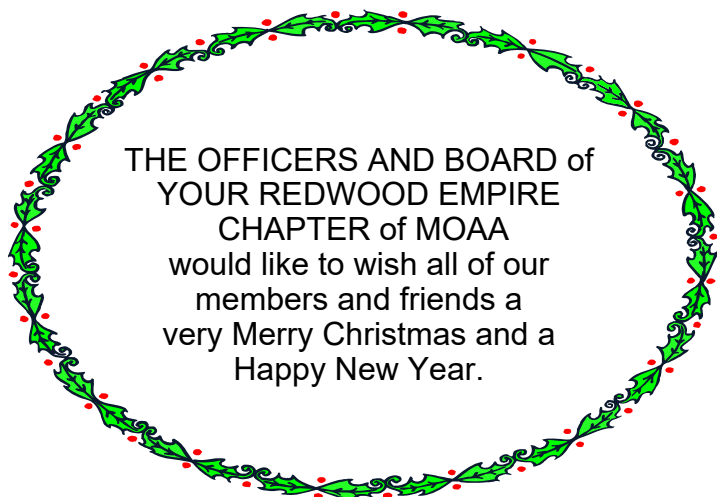 THE OFFICERS AND BOARD of
YOUR REDWOOD EMPIRE
CHAPTER of MOAA
would like to wish all of our
members and friends a
very Merry Christmas and a
Happy New Year.